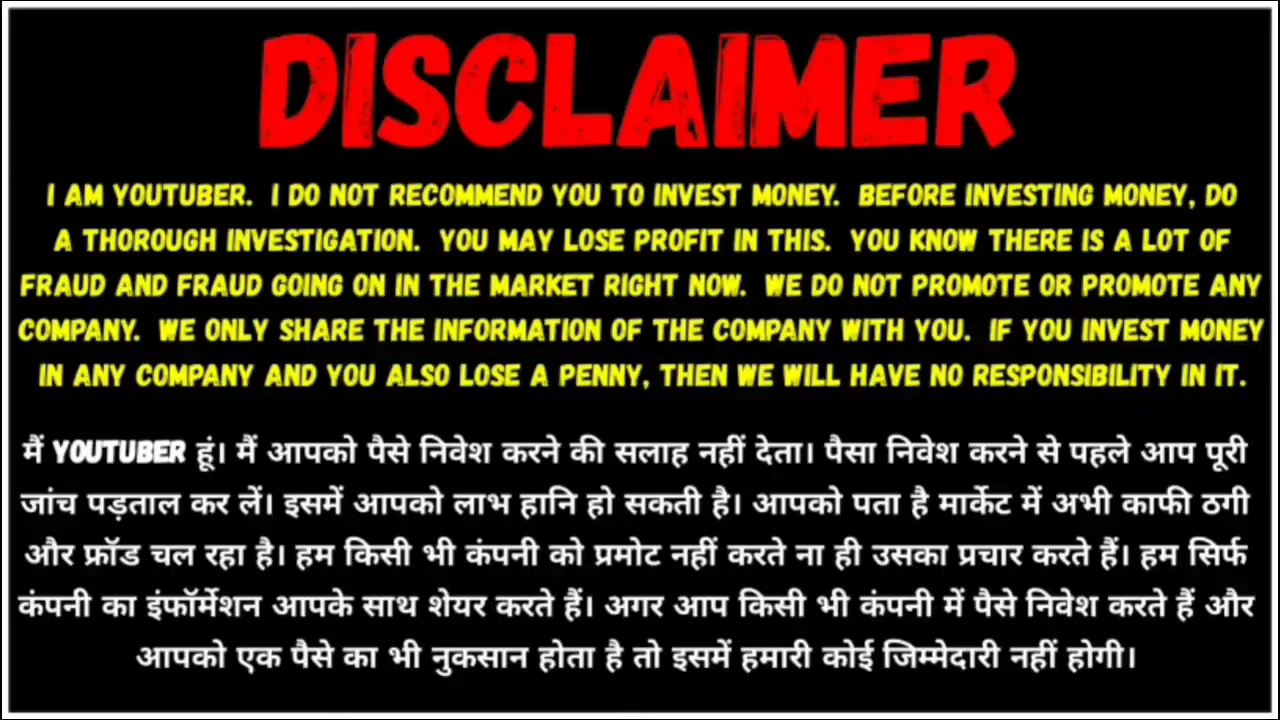 DISCLAIMER
I AM YOUTUBER. I DO NOT RECOMMEND YOU TO INVEST MONEY. BEFORE INVESTING MONEY, DO
A THOROUGH INVESTIGATION. YOU MAY LOSE PROFIT IN THIS. YOU KNOW THERE IS A LOT OF
FRAUD AND FRAUD GOING ON IN THE MARKET RIGHT NOW. WE DO NOT PROMOTE OR PROMOTE ANY
COMPANY. WE ONLY SHARE THE INFORMATION OF THE COMPANY WITH YOU. IF YOU INVEST MONEY
IN ANY COMPANY AND YOU ALSO LOSE A PENNY, THEN WE WILL HAVE NO RESPONSIBILITY IN IT.
मैं YOUTUBER हूं। मैं आपको पैसे निवेश करने की सलाह नहीं देता। पैसा निवेश करने से पहले आप पूरी
जांच पड़ताल कर लें। इसमें आपको लाभ हानि हो सकती है। आपको पता है मार्केट में अभी काफी ठगी
और फ्रॉड चल रहा है। हम किसी भी कंपनी को प्रमोट नहीं करते ना ही उसका प्रचार करते हैं। हम सिर्फ
कंपनी का इंफॉर्मेशन आपके साथ शेयर करते हैं। अगर आप किसी भी कंपनी में पैसे निवेश करते हैं और
आपको एक पैसे का भी नुकसान होता है तो इसमें हमारी कोई जिम्मेदारी नहीं होगी।